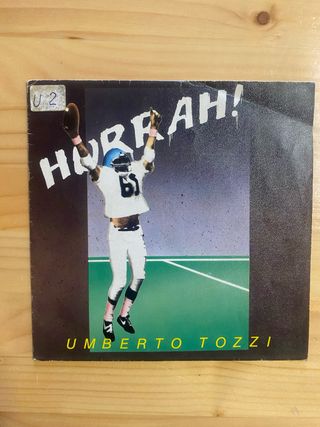 U 2
HURRAH!
61
UMBERTO TOZZI